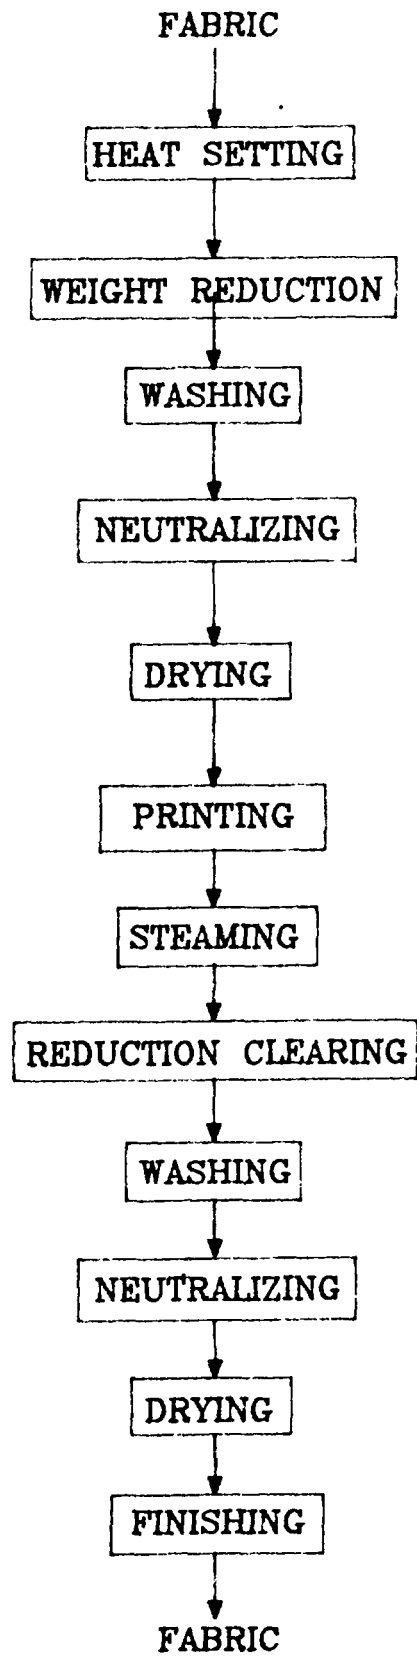 FABRIC
HEAT SETTING
WEIGHT REDUCTION
WASHING
NEUTRALIZING
DRYING
PRINTING
STEAMING
REDUCTION CLEARING
WASHING
NEUTRALIZING
DRYING
FINISHING
FABRIC